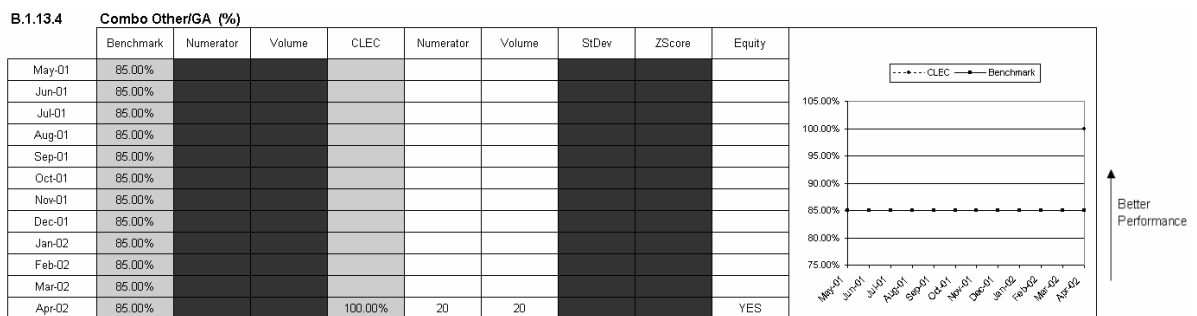 B.1.13.4 Combo Other/GA (%)
Benchmark Numerator Volume CLEC Numerator Volume StDev ZScore Equity
May-01 85.00%
Jun-01 85.00%
Jul-01 85.00%
Aug-01 85.00%
Sep-01 85.00%
Oct-01 85.00%
Nov-01 85.00%
Dec-01 85.00%
Jan-02 85.00%
Feb-02 85.00%
Mar-02 85.00%
Apr-02 85.00% 100.00% 20 20 YES
CLEC Benchmark
105.00%
100.00%
95.00%
90.00%
85.00%
80.00%
75.00%
May-01 Jun-01 Jul-01 Aug-01 Sep-01 Oct-01 Nov-01 Dec-01 Jan-02 Feb-02 Mar-02 Apr-02
Better
Performance